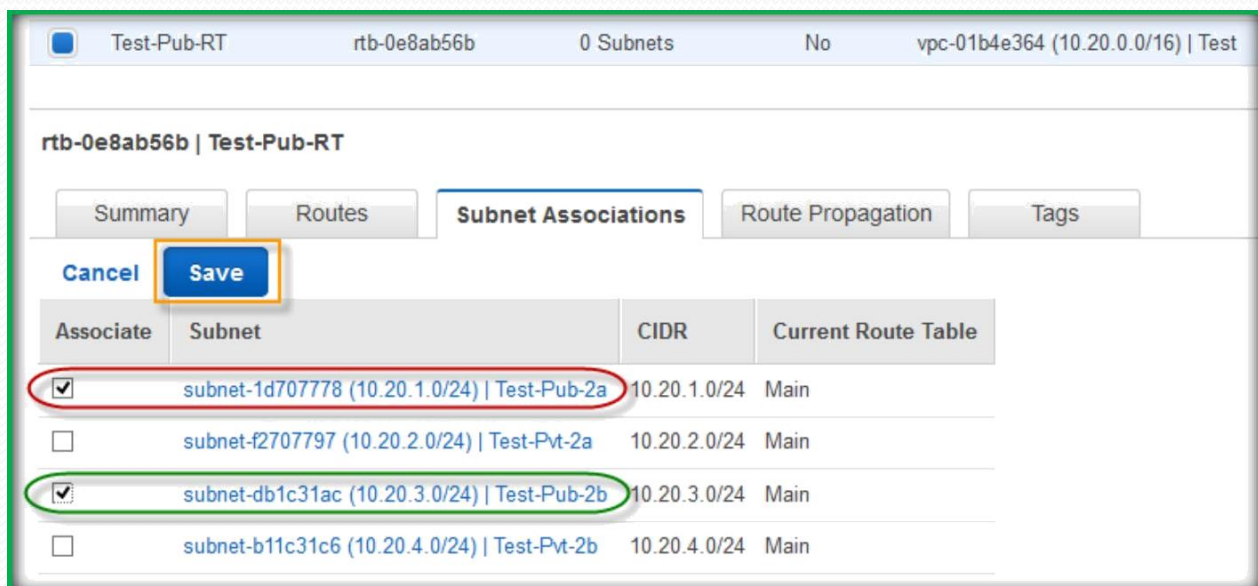 Test-Pub-RT rtb-0e8ab56b 0 Subnets No vpc-01b4e364 (10.20.0.0/16) | Test
rtb-0e8ab56b | Test-Pub-RT
Summary Routes Subnet Associations Route Propagation Tags
Cancel Save
Associate Subnet CIDR Current Route Table
subnet-1d707778 (10.20.1.0/24) | Test-Pub-2a 10.20.1.0/24 Main
subnet-f2707797 (10.20.2.0/24) | Test-Pvt-2a 10.20.2.0/24 Main
subnet-db1c31ac (10.20.3.0/24) | Test-Pub-2b 10.20.3.0/24 Main
subnet-b11c31c6 (10.20.4.0/24) | Test-Pvt-2b 10.20.4.0/24 Main